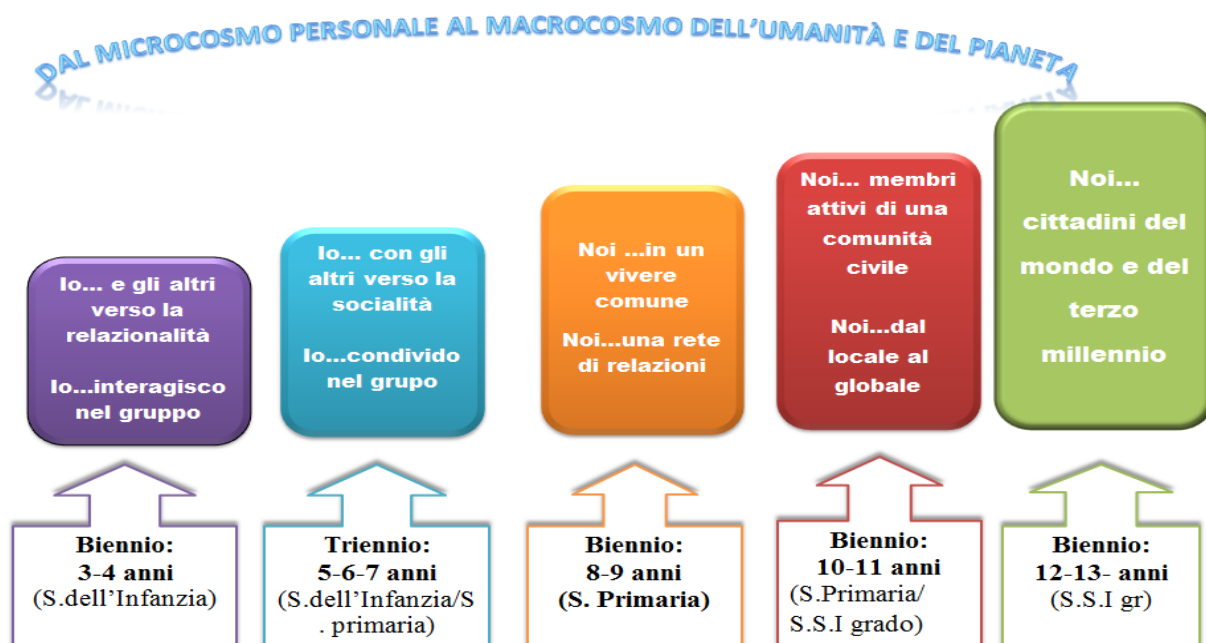 DAL MICROCOSMO PERSONALE AL MACROCOSMO DELL'UMANITÀ E DEL PIANETA
Io... e gli altri
verso la
relazionalità
Io...interagisco
nel gruppo
Io... con gli
altri verso la
socialità
Io...condivido
nel grupo
Noi ...in un
vivere
comune
Noi...una rete
di relazioni
Noi... membri
attivi di una
comunità
civile
Noi...dal
locale al
globale
Noi...
cittadini del
mondo e del
terzo
millennio
Biennio:
3-4 anni
(S.dell'Infanzia)
Triennio:
5-6-7 anni
(S.dell'Infanzia/S
. primaria)
Biennio:
8-9 anni
(S. Primaria)
Biennio:
10-11 anni
(S.Primaria/
S.S.I grado)
Biennio:
12-13- anni
(S.S.I gr)